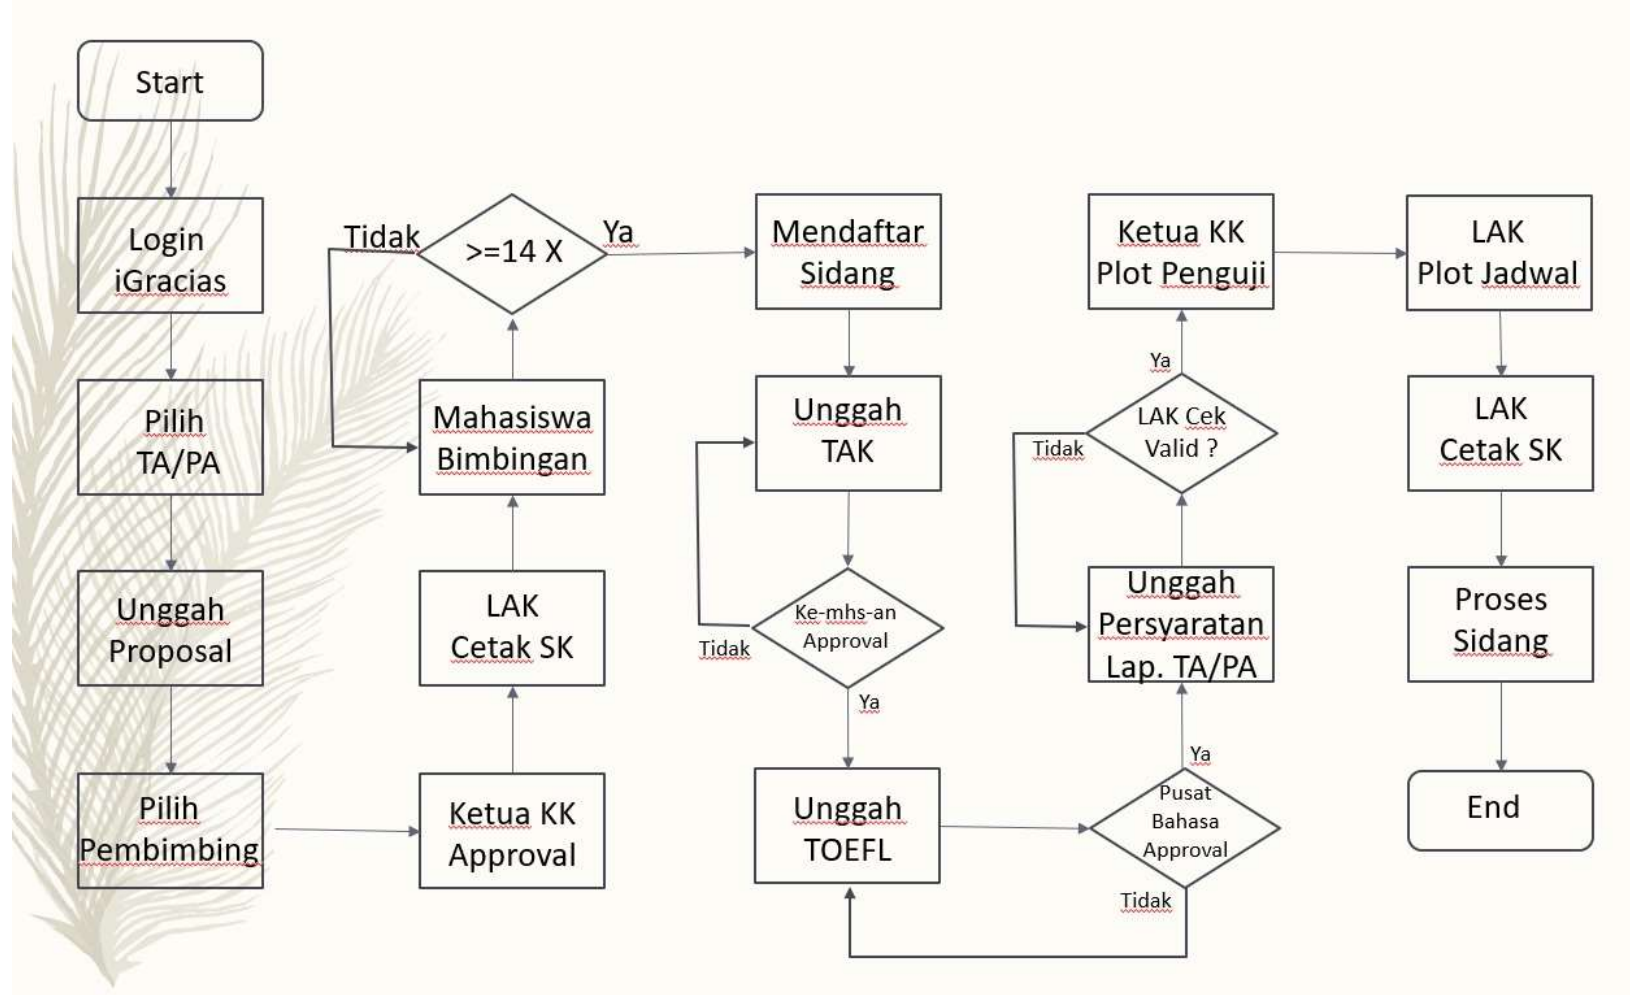 Start
Login
iGracias
Pilih
TA/PA
Unggah
Proposal
Pilih
Pembimbing
Ketua KK
Approval
LAK
Cetak SK
Mahasiswa
Bimbingan
>=14 X
Tidak
Ya
Mendaftar
Sidang
Unggah
TAK
Ke-mhs-an
Approval
Tidak
Ya
Unggah
TOEFL
Pusat
Bahasa
Approval
Tidak
Ya
Unggah
Persyaratan
Lap. TA/PA
LAK Cek
Valid ?
Tidak
Ya
Ketua KK
Plot Penguji
LAK
Plot Jadwal
LAK
Cetak SK
Proses
Sidang
End